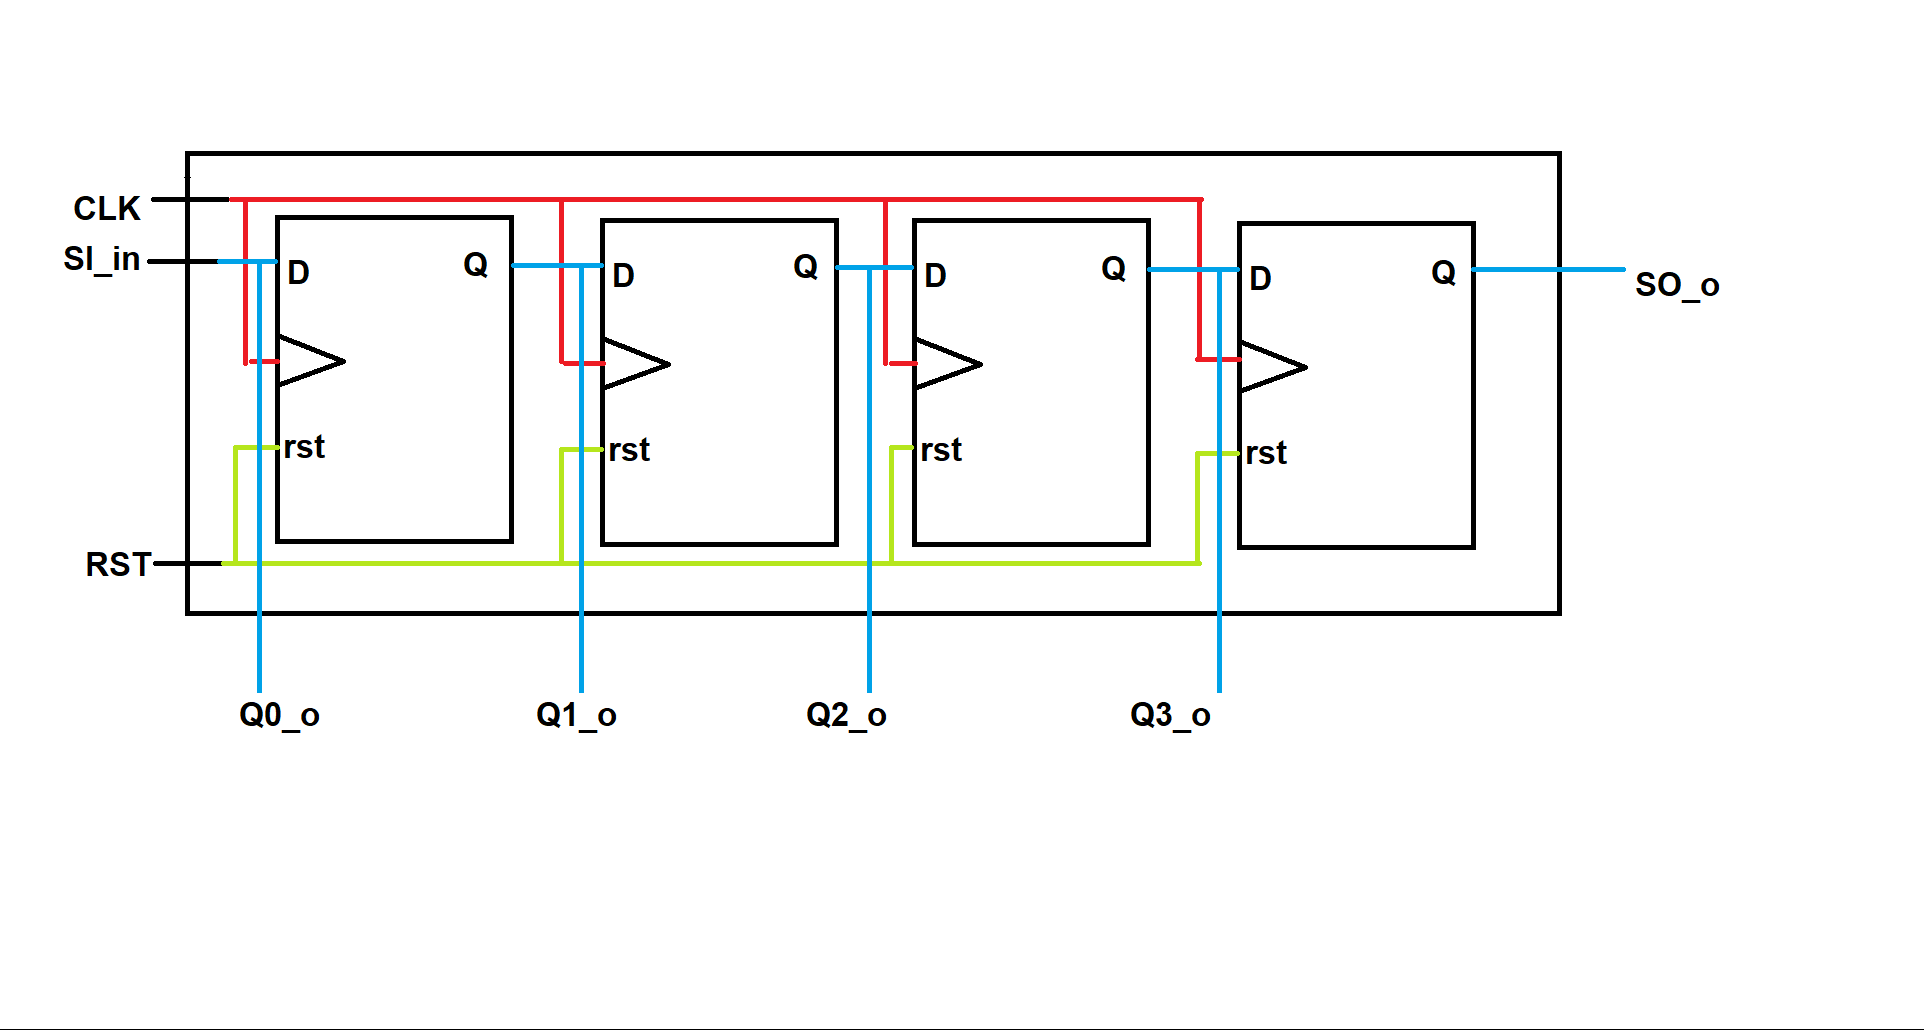 CLK
SI_in
D
Q
D
Q
D
Q
D
Q
SO_o
rst
rst
rst
rst
RST
Q0_o
Q1_o
Q2_o
Q3_o